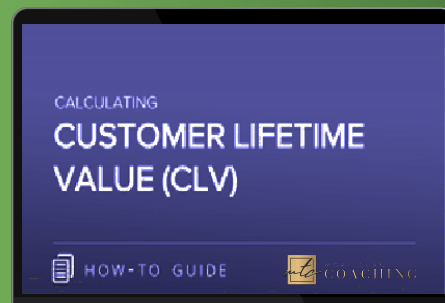 CALCULATING
CUSTOMER LIFETIME
VALUE (CLV)
HOW-TO GUIDE
COACHING